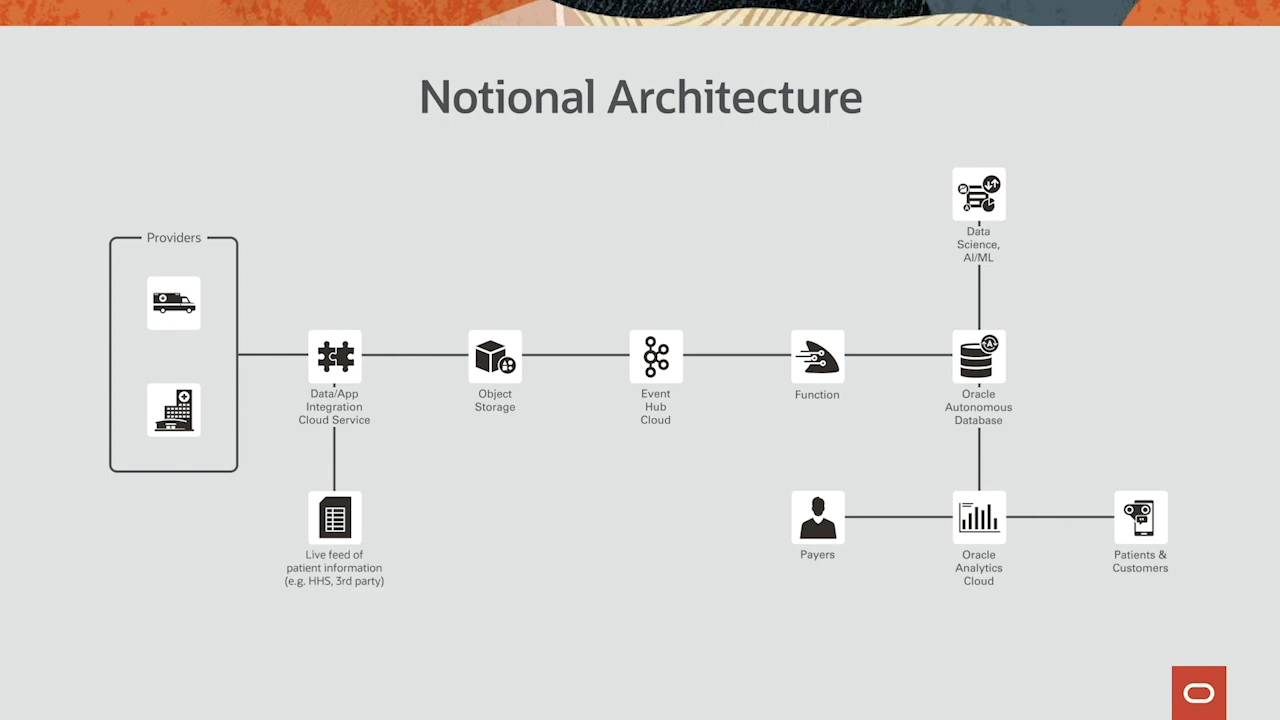 Notional Architecture
Providers
Data
Science,
AI/ML
Data/App
Integration
Cloud Service
Object
Storage
Event
Hub
Cloud
Function
Oracle
Autonomous
Database
Live feed of
patient information
(e.g. HHS, 3rd party)
Payers
Oracle
Analytics
Cloud
Patients &
Customers